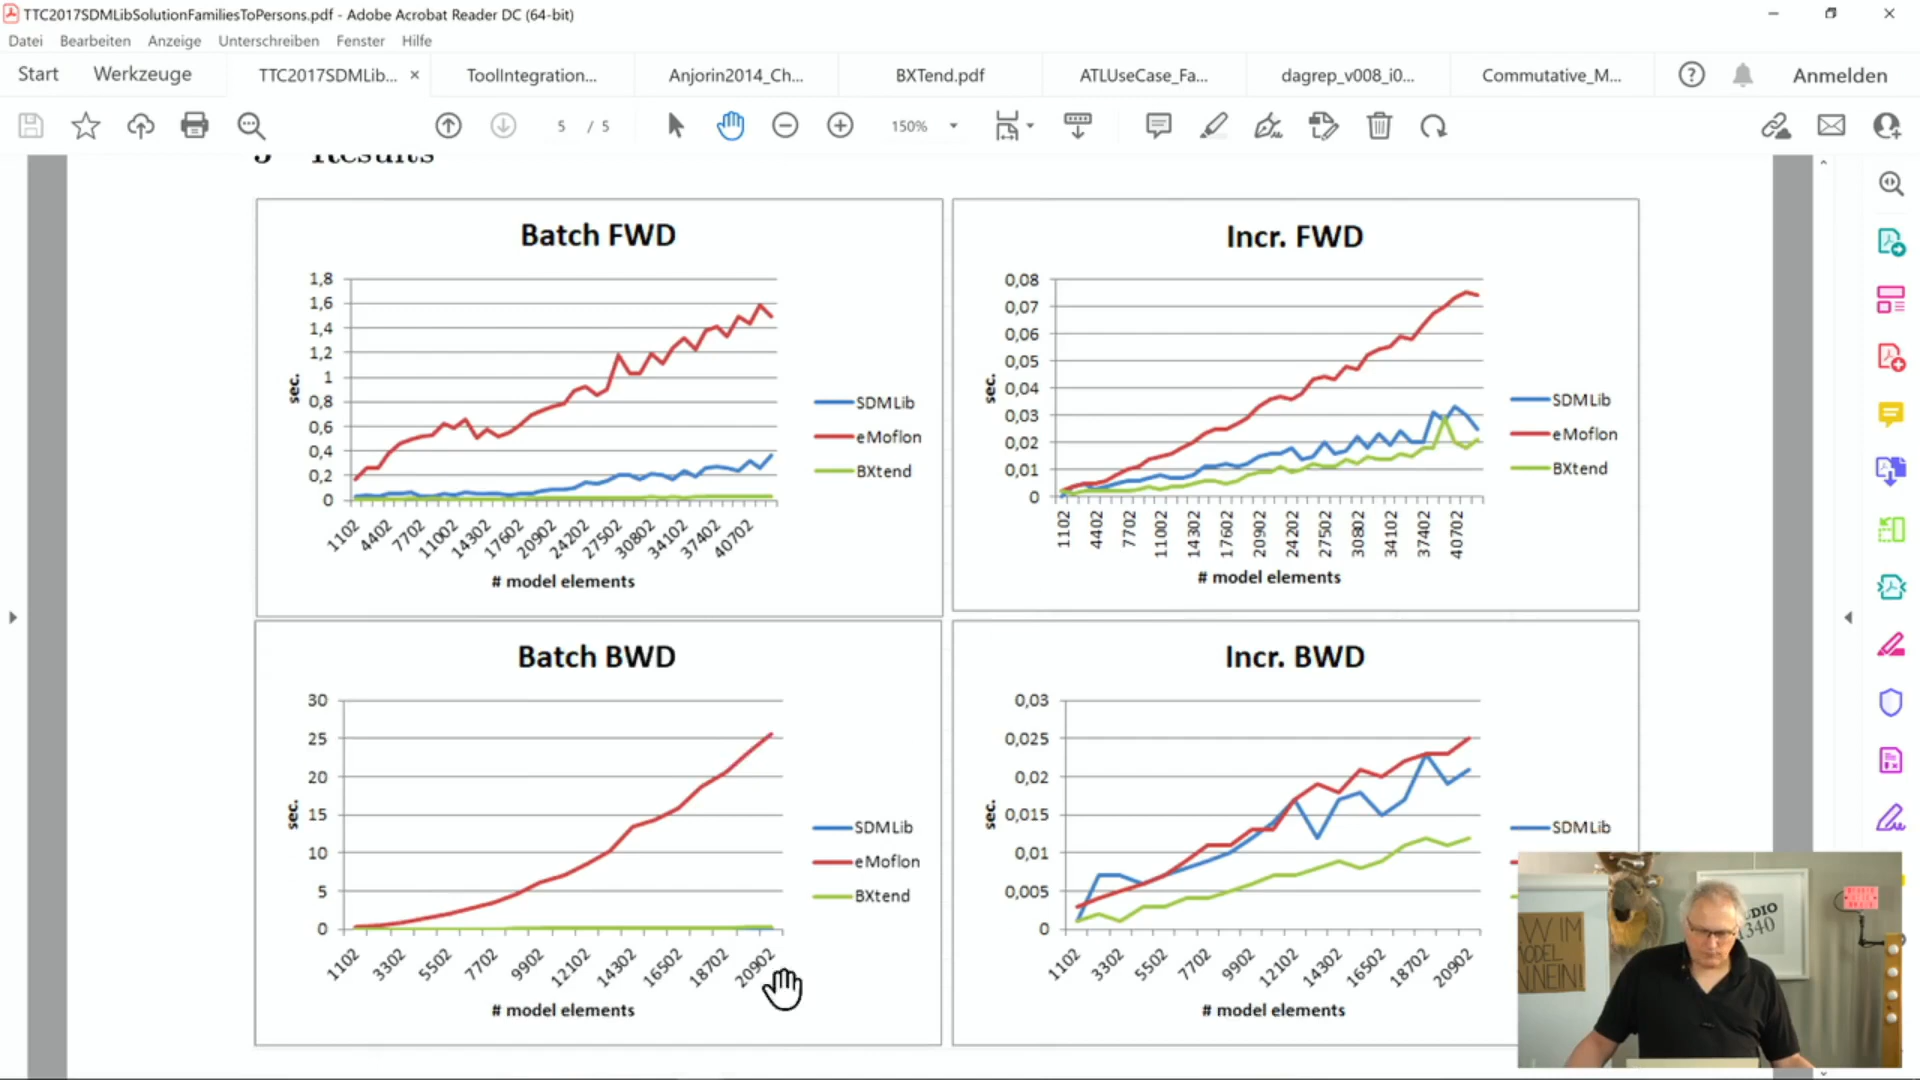 TTC2017SDMLibSolutionFamiliesToPersons.pdf - Adobe Acrobat Reader DC (64-bit)
Datei Bearbeiten Anzeige Unterschreiben Fenster Hilfe
Start Werkzeuge TTC2017SDMLib... × ToolIntegration... Anjorin2014_Ch... BXTend.pdf ATLUseCase_Fa... dagrep_v008_i0... Commutative_M... Anmelden
5 / 5 150%
Results
Batch FWD
1,8
1,6
1,4
1,2
1
0,8
0,6
0,4
0,2
0
sec.
SDMLib
eMoflon
BXtend
1102 4402 7702 11002 14302 17602 20902 24202 27502 30802 34102 37402 40702
# model elements
Incr. FWD
0,08
0,07
0,06
0,05
0,04
0,03
0,02
0,01
0
sec.
SDMLib
eMoflon
BXtend
1102 4402 7702 11002 14302 17602 20902 24202 27502 30802 34102 37402 40702
# model elements
Batch BWD
30
25
20
15
10
5
0
sec.
SDMLib
eMoflon
BXtend
1102 3302 5502 7702 9902 12102 14302 16502 18702 20902
# model elements
Incr. BWD
0,03
0,025
0,02
0,015
0,01
0,005
0
sec.
SDMLib
1102 3302 5502 7702 9902 12102 14302 16502 18702 20902
# model elements
W IM
ODEL
NNEIN!
UDIO
1340